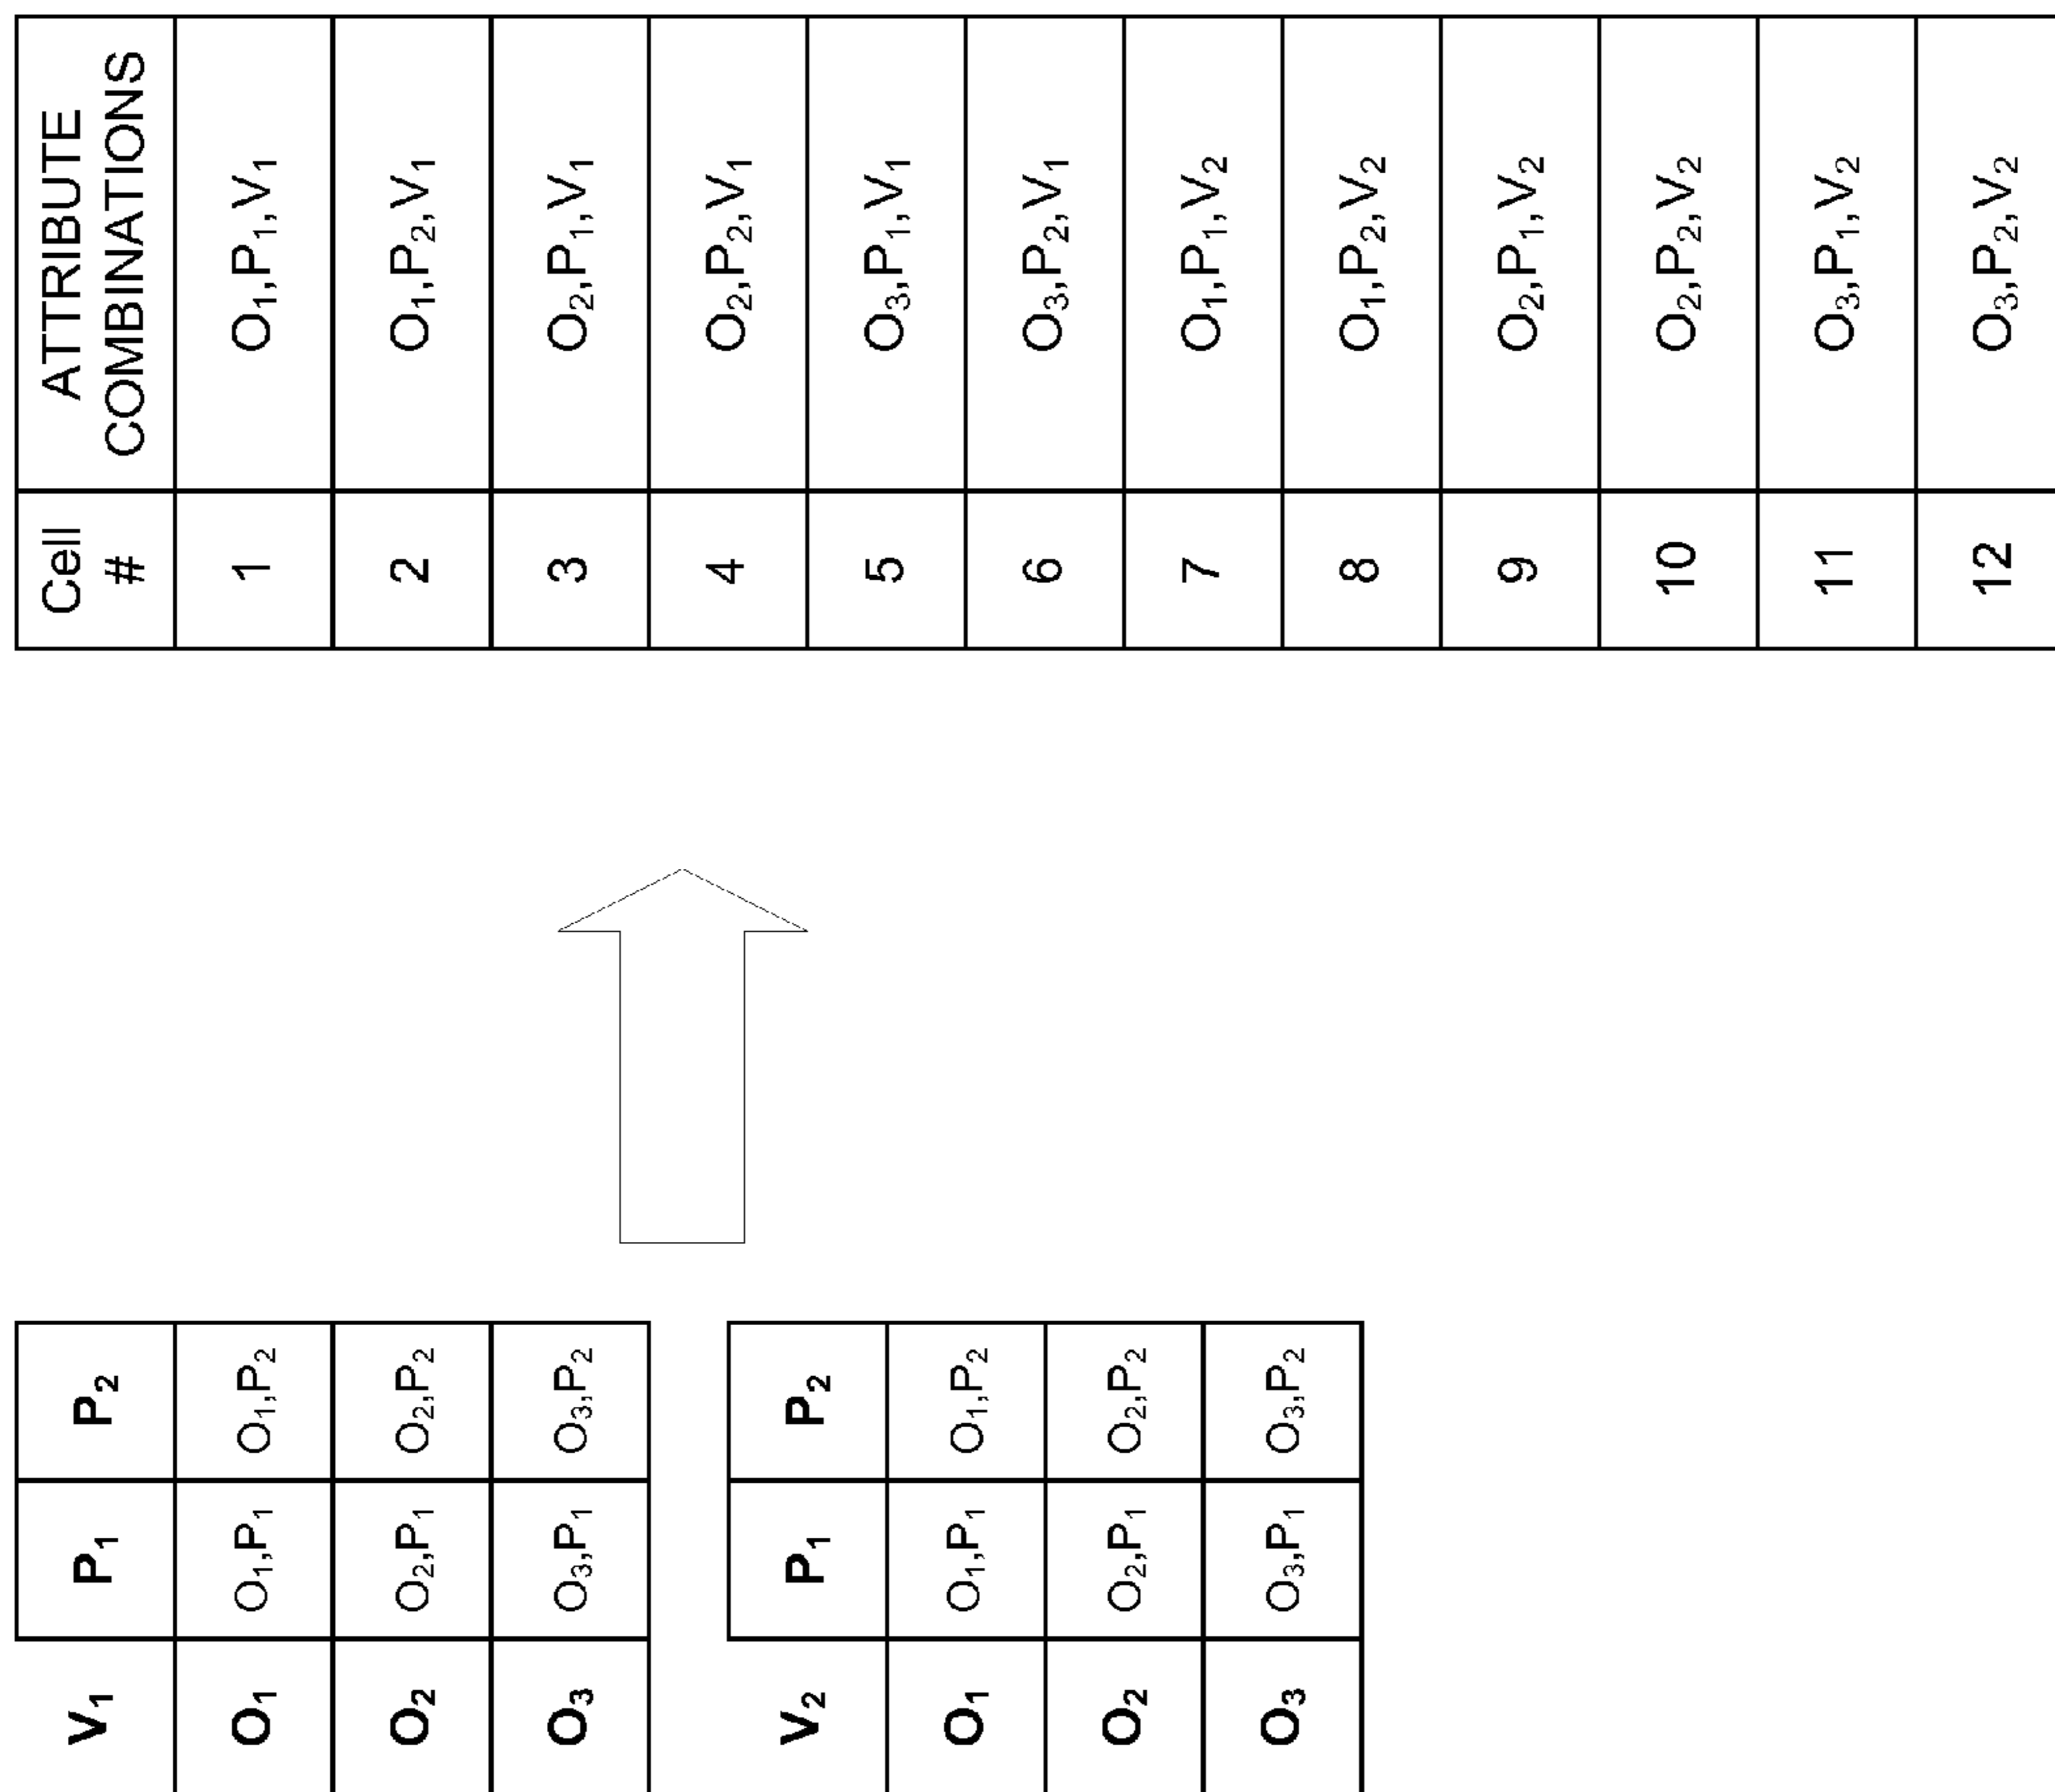 V1 P1 P2
O1 O1,P1 O1,P2
O2 O2,P1 O2,P2
O3 O3,P1 O3,P2
V2 P1 P2
O1 O1,P1 O1,P2
O2 O2,P1 O2,P2
O3 O3,P1 O3,P2
Cell
#
ATTRIBUTE
COMBINATIONS
1 O1,P1,V1
2 O1,P2,V1
3 O2,P1,V1
4 O2,P2,V1
5 O3,P1,V1
6 O3,P2,V1
7 O1,P1,V2
8 O1,P2,V2
9 O2,P1,V2
10 O2,P2,V2
11 O3,P1,V2
12 O3,P2,V2